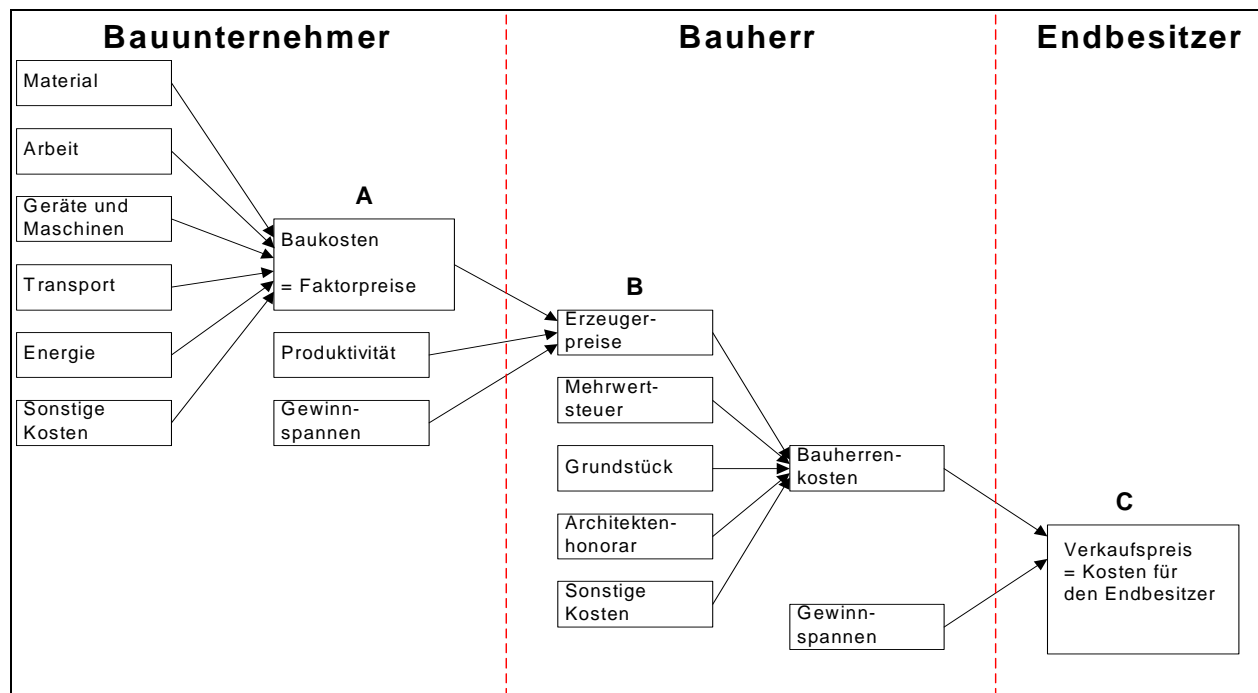 Bauunternehmer
Material
Arbeit
Geräte und
Maschinen
Transport
Energie
Sonstige
Kosten
A
Baukosten
= Faktorpreise
Produktivität
Gewinn-
spannen
Bauherr
B
Erzeuger-
preise
Mehrwert-
steuer
Grundstück
Architekten-
honorar
Sonstige
Kosten
Bauherren-
kosten
Gewinn-
spannen
Endbesitzer
C
Verkaufspreis
= Kosten für
den Endbesitzer